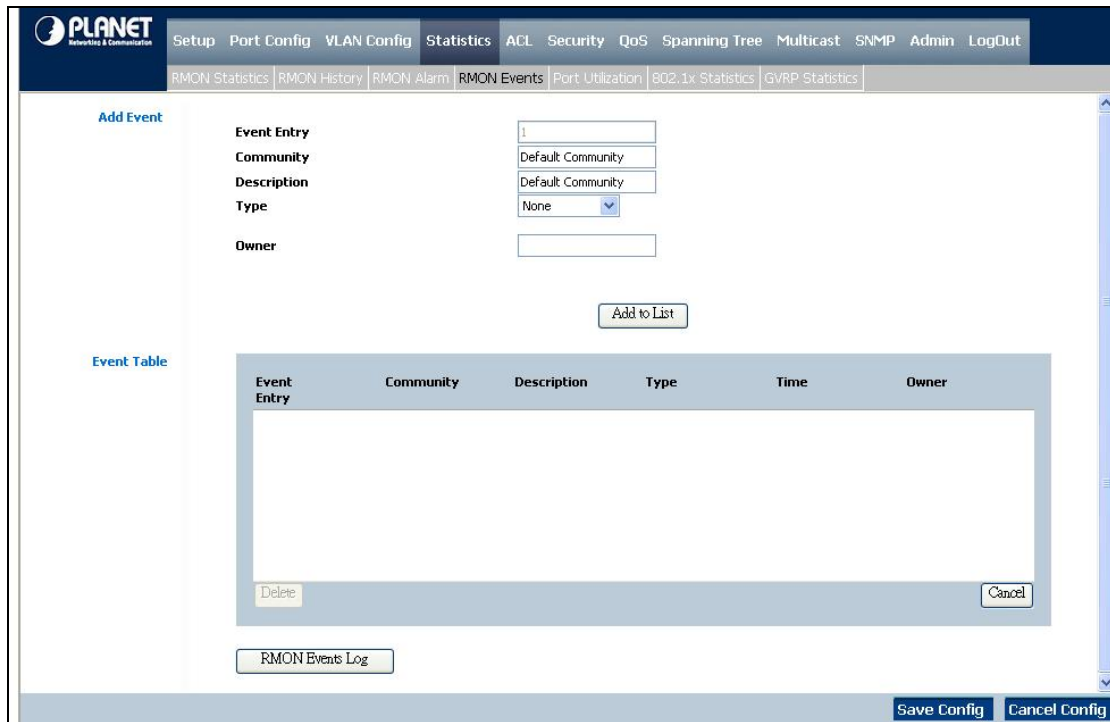 PLANET
Networking & Communication
Setup Port Config VLAN Config Statistics ACL Security QoS Spanning Tree Multicast SNMP Admin LogOut
RMON Statistics RMON History RMON Alarm RMON Events Port Utilization 802.1x Statistics GVRP Statistics
Add Event
Event Entry 1
Community Default Community
Description Default Community
Type None
Owner
Add to List
Event Table
Event Entry Community Description Type Time Owner
Delete Cancel
RMON Events Log
Save Config Cancel Config